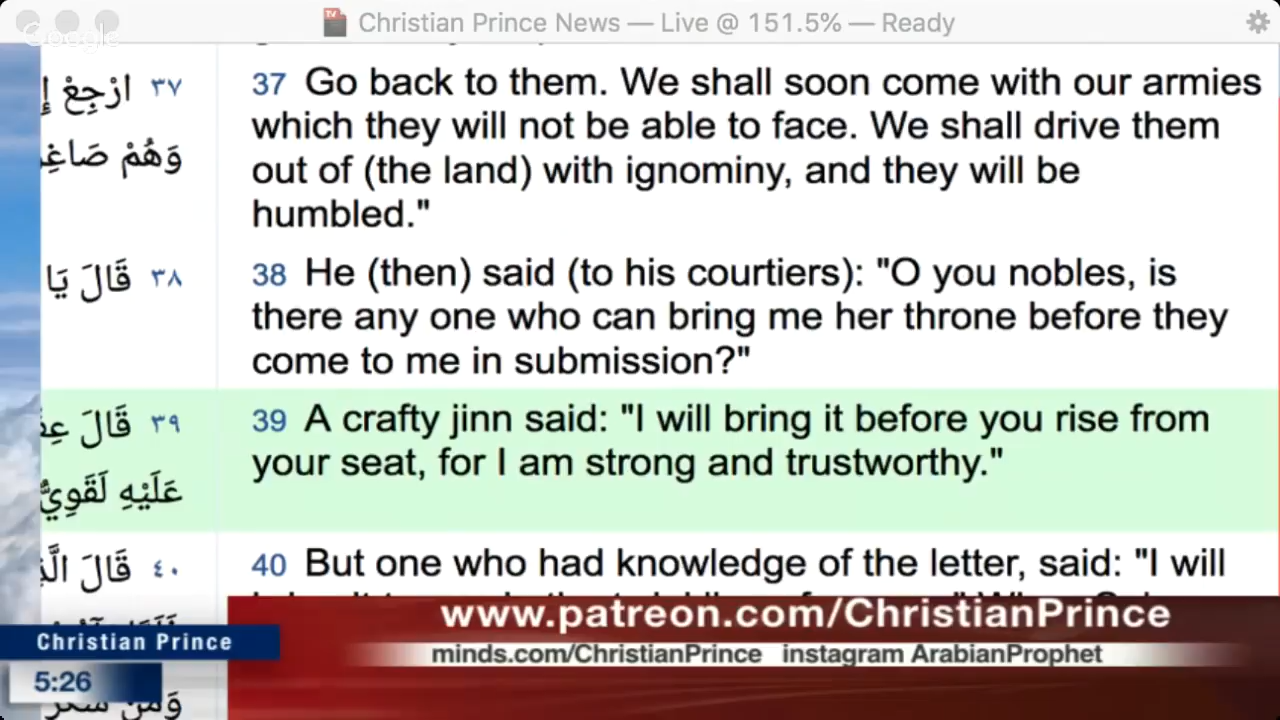 Christian Prince News — Live @ 151.5% — Ready
Google
٣٧ ارْجِعْ
وَهُمْ
37 Go back to them. We shall soon come with our armies
which they will not be able to face. We shall drive them
out of (the land) with ignominy, and they will be
humbled."
٣٨ قَالَ يَا
38 He (then) said (to his courtiers): "O you nobles, is
there any one who can bring me her throne before they
come to me in submission?"
٣٩ قَالَ
عَلَيْهِ لَقَوِيٌّ
39 A crafty jinn said: "I will bring it before you rise from
your seat, for I am strong and trustworthy."
٤٠ قَالَ
40 But one who had knowledge of the letter, said: "I will
www.patreon.com/ChristianPrince
Christian Prince
minds.com/ChristianPrince instagram ArabianProphet
5:26